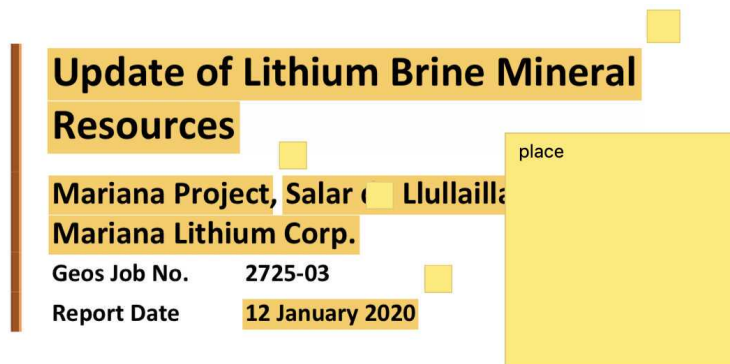 Update of Lithium Brine Mineral
Resources
place
Mariana Project, Salar
Mariana Lithium Corp.
Geos Job No. 2725-03
Report Date 12 January 2020